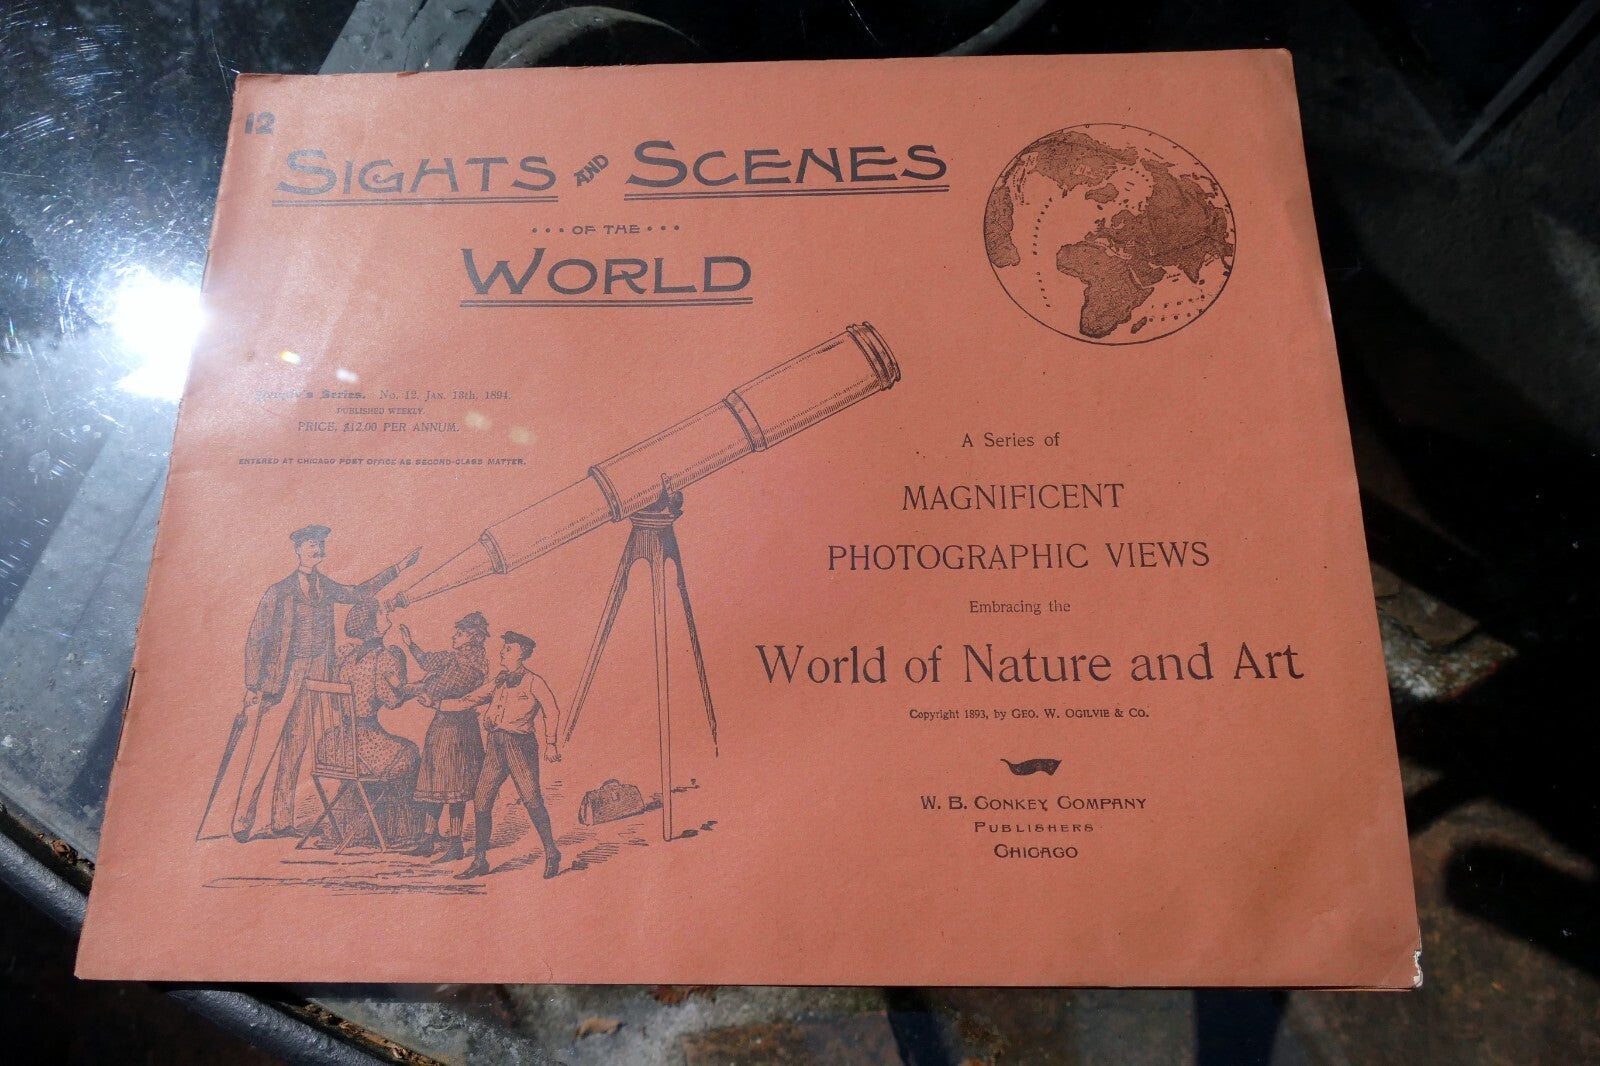 12
SIGHTS AND SCENES
...OF THE...
WORLD
Series. No. 12, JAN. 13th, 1894.
PUBLISHED WEEKLY.
PRICE, $12.00 PER ANNUM.
ENTERED AT CHICAGO POST OFFICE AS SECOND-CLASS MATTER.
A Series of
MAGNIFICENT
PHOTOGRAPHIC VIEWS
Embracing the
World of Nature and Art
Copyright 1893, by GEO. W. OGILVIE & CO.
W. B. CONKEY COMPANY
PUBLISHERS
CHICAGO